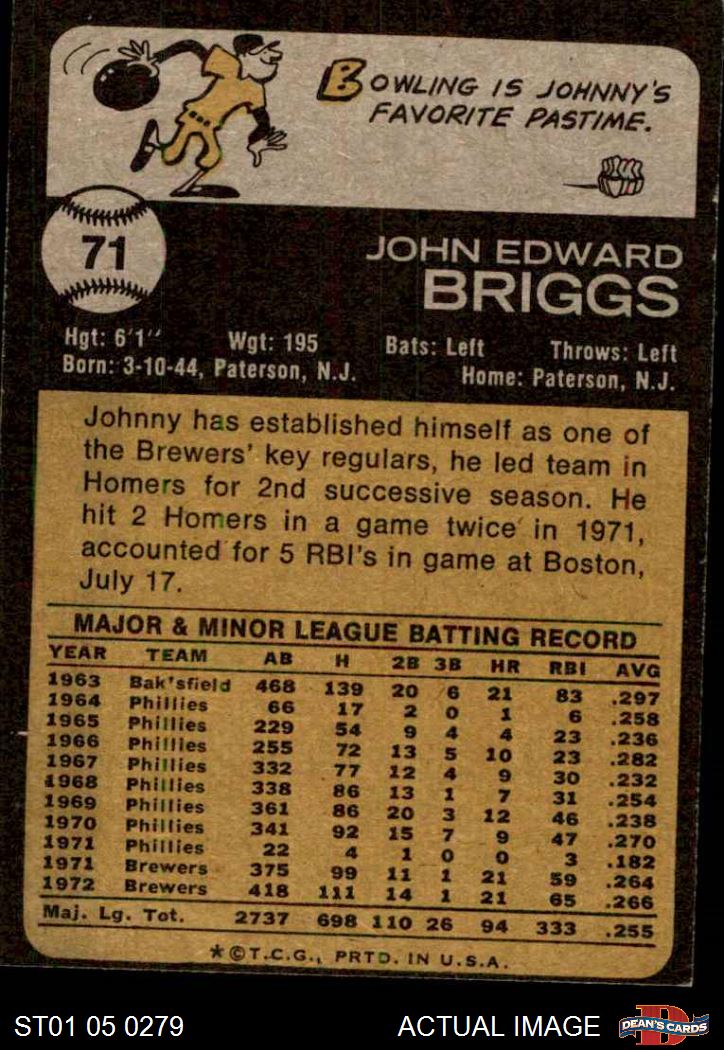 BOWLING IS JOHNNY'S
FAVORITE PASTIME.
71
JOHN EDWARD
BRIGGS
Hgt: 6'1" Wgt: 195 Bats: Left Throws: Left
Born: 3-10-44, Paterson, N.J. Home: Paterson, N.J.
Johnny has established himself as one of
the Brewers' key regulars, he led team in
Homers for 2nd successive season. He
hit 2 Homers in a game twice in 1971,
accounted for 5 RBI's in game at Boston,
July 17.
MAJOR & MINOR LEAGUE BATTING RECORD
YEAR TEAM AB H 2B 3B HR RBI AVG
1963 Bak'sfield 468 139 20 6 21 83 .297
1964 Phillies 66 17 2 0 1 6 .258
1965 Phillies 229 54 9 4 4 23 .236
1966 Phillies 255 72 13 5 10 23 .282
1967 Phillies 332 77 12 4 9 30 .232
1968 Phillies 338 86 13 1 7 31 .254
1969 Phillies 361 86 20 3 12 46 .238
1970 Phillies 341 92 15 7 9 47 .270
1971 Phillies 22 4 1 0 0 3 .182
1971 Brewers 375 99 11 1 21 59 .264
1972 Brewers 418 111 14 1 21 65 .266
Maj. Lg. Tot. 2737 698 110 26 94 333 .255
*©T.C.G., PRTD. IN U.S.A.
ST01 05 0279 ACTUAL IMAGE D DEAN'S CARDS